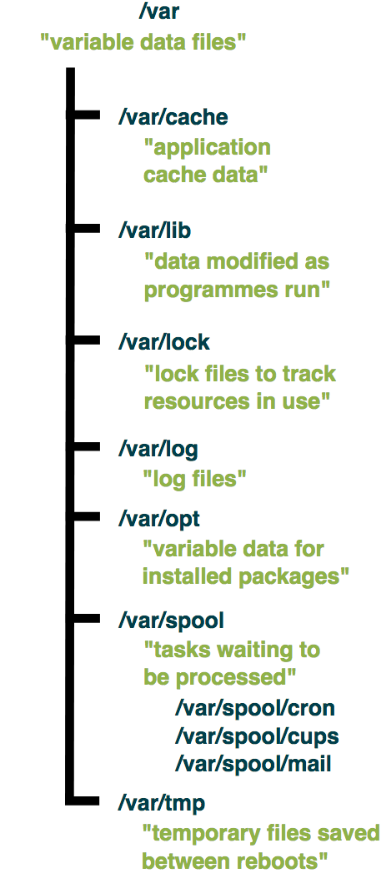 /var
"variable data files"
/var/cache
"application
cache data"
/var/lib
"data modified as
programmes run"
/var/lock
"lock files to track
resources in use"
/var/log
"log files"
/var/opt
"variable data for
installed packages"
/var/spool
"tasks waiting to
be processed"
/var/spool/cron
/var/spool/cups
/var/spool/mail
/var/tmp
"temporary files saved
between reboots"